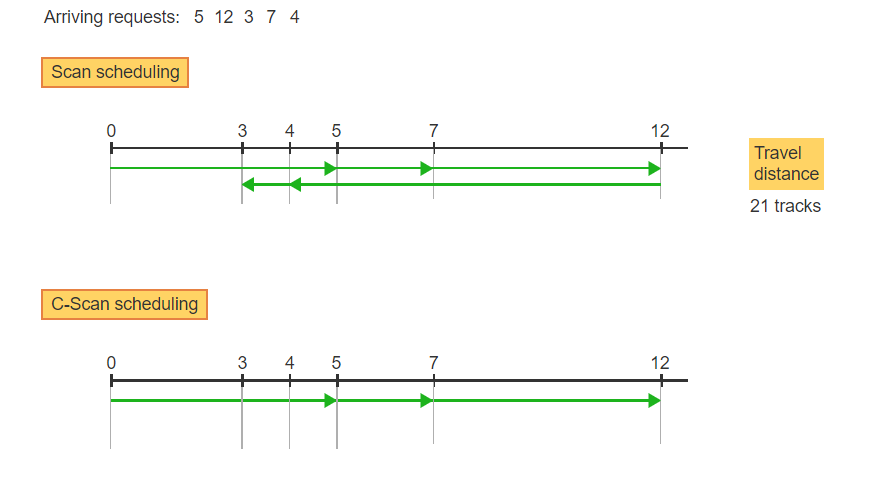 Arriving requests: 5 12 3 7 4
Scan scheduling
0 3 4 5 7 12
Travel
distance
21 tracks
C-Scan scheduling
0 3 4 5 7 12